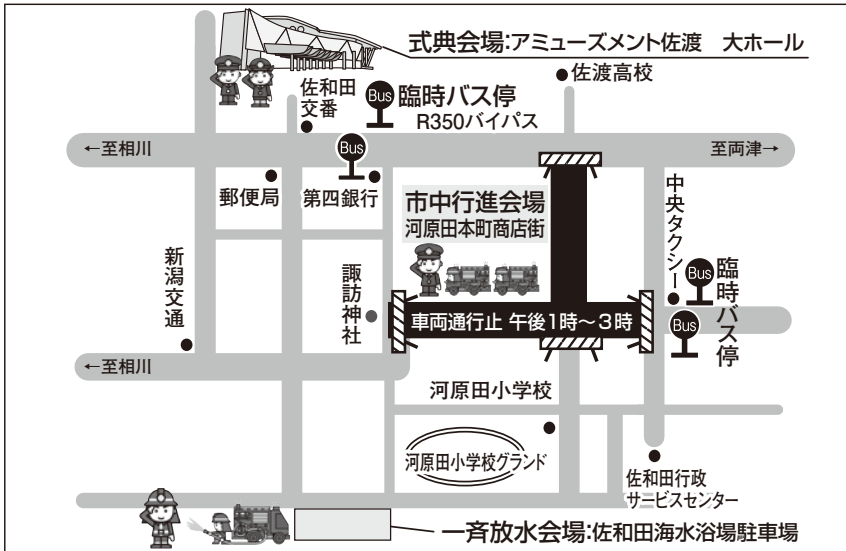 式典会場:アミューズメント佐渡　大ホール
佐渡高校
佐和田
交番
Bus
臨時バス停
R350バイパス
Bus
←至相川
至両津→
郵便局
第四銀行
市中行進会場
河原田本町商店街
中央タクシー
新潟交通
諏訪神社
Bus
Bus
臨時バス停
車両通行止 午後1時~3時
←至相川
河原田小学校
河原田小学校グランド
佐和田行政
サービスセンター
一斉放水会場:佐和田海水浴場駐車場